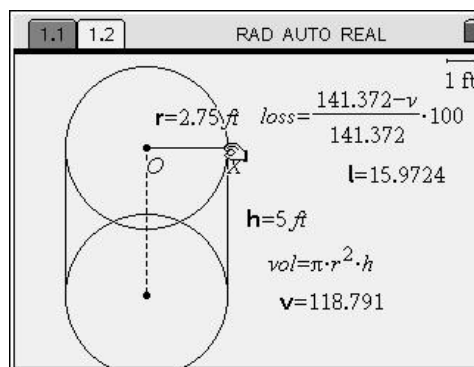 1.1 1.2 RAD AUTO REAL
1 ft
r=2.75 ft
loss=(141.372-v)/141.372·100
O X
l=15.9724
h=5 ft
vol=π·r²·h
v=118.791